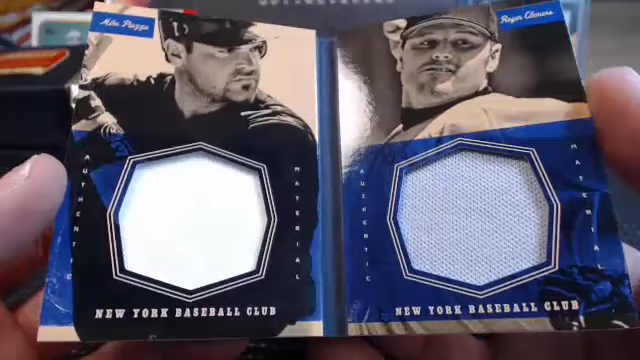 Mike Piazza
Roger Clemens
AUTHENTIC
MATERIAL
AUTHENTIC
MATERIAL
NEW YORK BASEBALL CLUB
NEW YORK BASEBALL CLUB